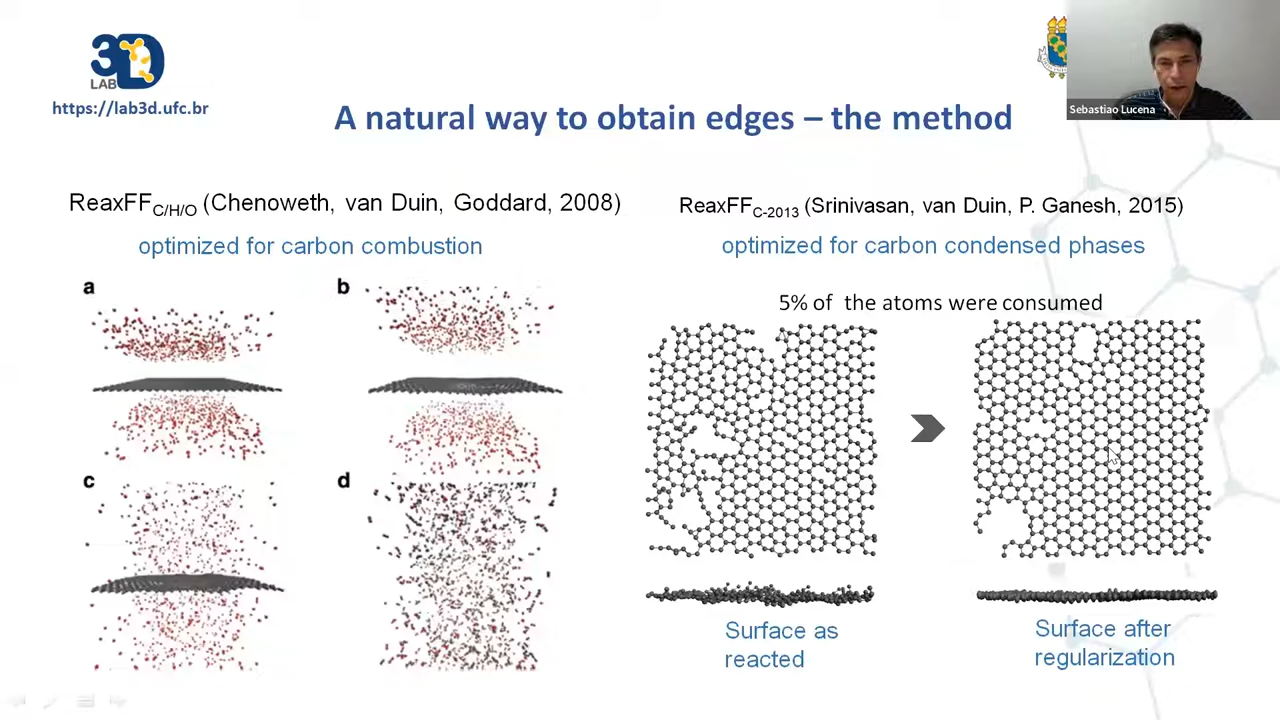 3D
LAB
https://lab3d.ufc.br
Sebastiao Lucena
A natural way to obtain edges – the method
ReaxFFC/H/O (Chenoweth, van Duin, Goddard, 2008)
optimized for carbon combustion
a
b
c
d
ReaxFFC-2013 (Srinivasan, van Duin, P. Ganesh, 2015)
optimized for carbon condensed phases
5% of the atoms were consumed
Surface as
reacted
Surface after
regularization